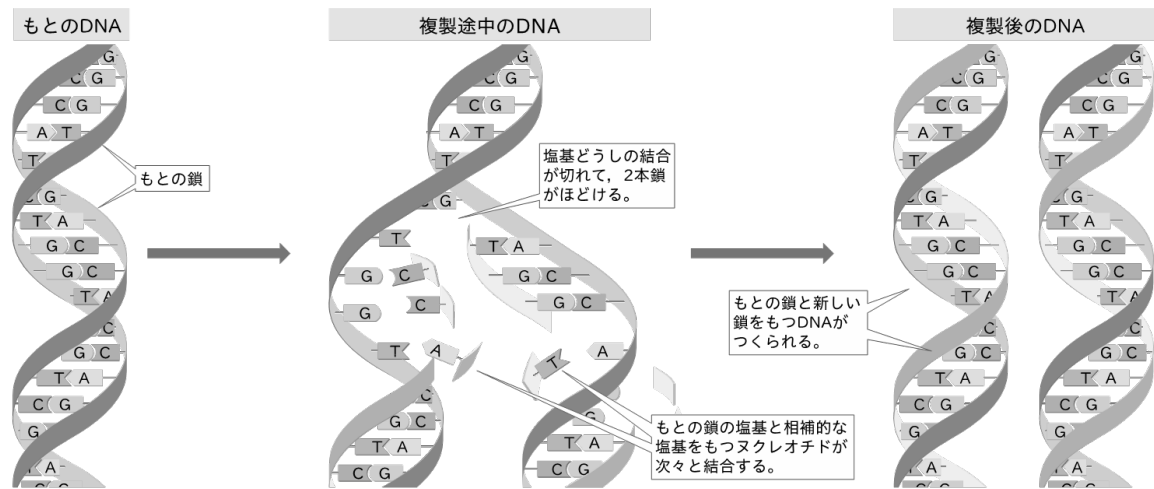 もとのDNA
複製途中のDNA
複製後のDNA
G
C G
C G
A T
T
もとの鎖
G
T A
G C
G C
T A
C
G C
T A
C G
G
A
C G
G
C G
C G
A T
T
塩基どうしの結合
が切れて，2本鎖
がほどける。
C G
T
T A
G C
G C
G C
G C
T A
T A
C
G C
T A
C G
G
T A
C G
もとの鎖の塩基と相補的な
塩基をもつヌクレオチドが
次々と結合する。
G
C G
C G
A T
T
C G
T A
G C
G C
T A
もとの鎖と新しい
鎖をもつDNAが
つくられる。
C
G C
T A
C G
G
A
C G
G
C G
C G
A T
T
C G
T A
G C
G C
T A
C
G C
T A
C G
G
A
C G